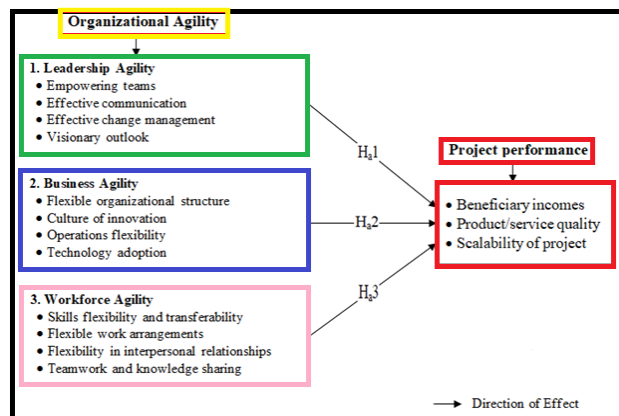 Organizational Agility
1. Leadership Agility
• Empowering teams
• Effective communication
• Effective change management
• Visionary outlook
Hₐ1
Project performance
2. Business Agility
• Flexible organizational structure
• Culture of innovation
• Operations flexibility
• Technology adoption
Hₐ2
• Beneficiary incomes
• Product/service quality
• Scalability of project
3. Workforce Agility
• Skills flexibility and transferability
• Flexible work arrangements
• Flexibility in interpersonal relationships
• Teamwork and knowledge sharing
Hₐ3
Direction of Effect